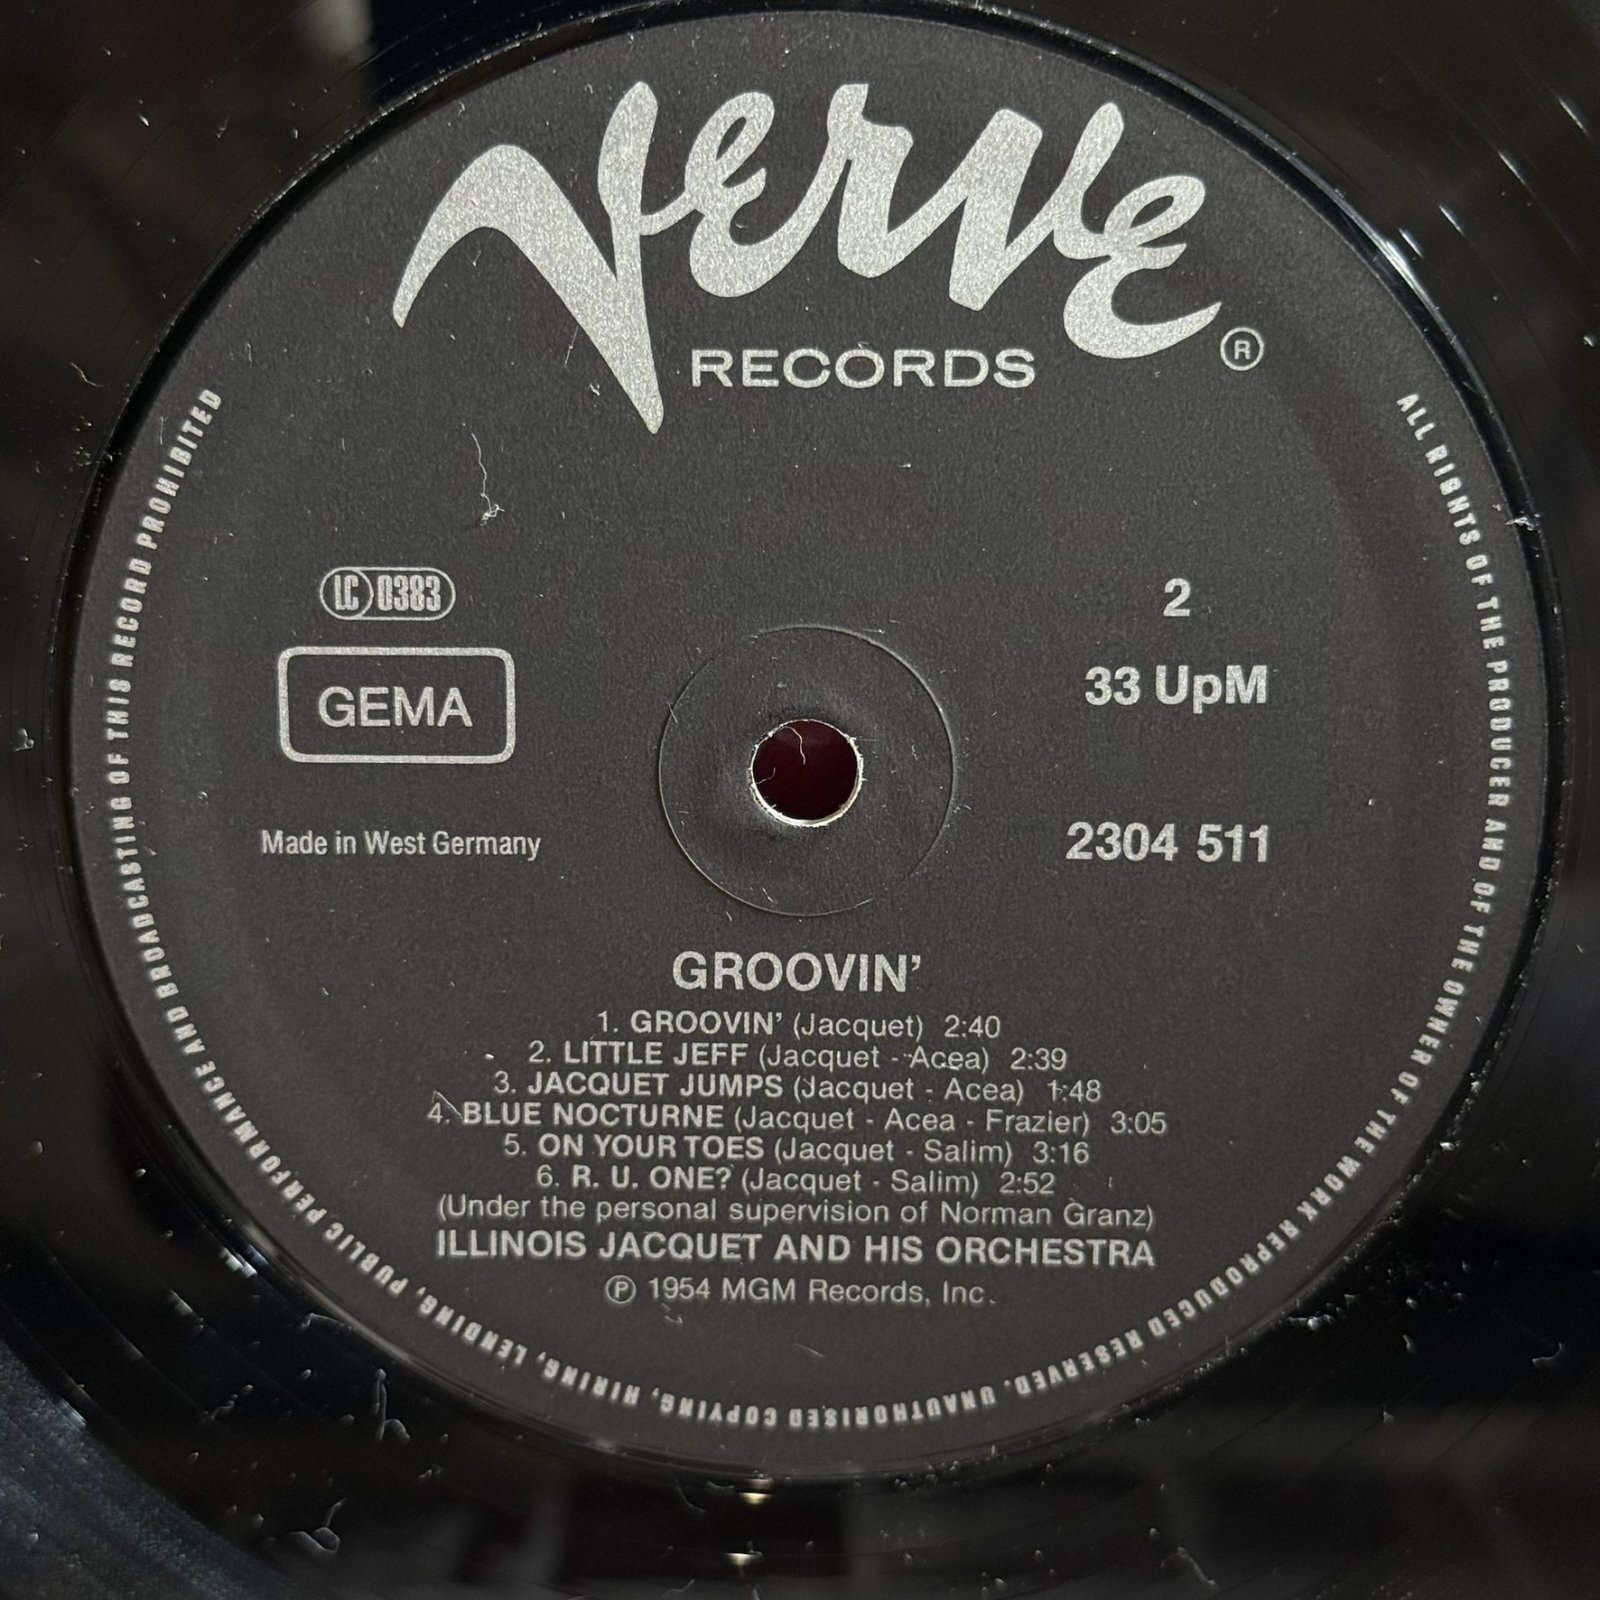 Verve
RECORDS
®
LC 0383
GEMA
Made in West Germany
2
33 UpM
2304 511
GROOVIN'
1. GROOVIN' (Jacquet) 2:40
2. LITTLE JEFF (Jacquet - Acea) 2:39
3. JACQUET JUMPS (Jacquet - Acea) 1:48
4. BLUE NOCTURNE (Jacquet - Acea - Frazier) 3:05
5. ON YOUR TOES (Jacquet - Salim) 3:16
6. R. U. ONE? (Jacquet - Salim) 2:52
(Under the personal supervision of Norman Granz)
ILLINOIS JACQUET AND HIS ORCHESTRA
℗ 1954 MGM Records, Inc.
ALL RIGHTS OF THE PRODUCER AND OF THE OWNER OF THE WORK REPRODUCED RESERVED. UNAUTHORISED COPYING, HIRING, LENDING, PUBLIC PERFORMANCE AND BROADCASTING OF THIS RECORD PROHIBITED